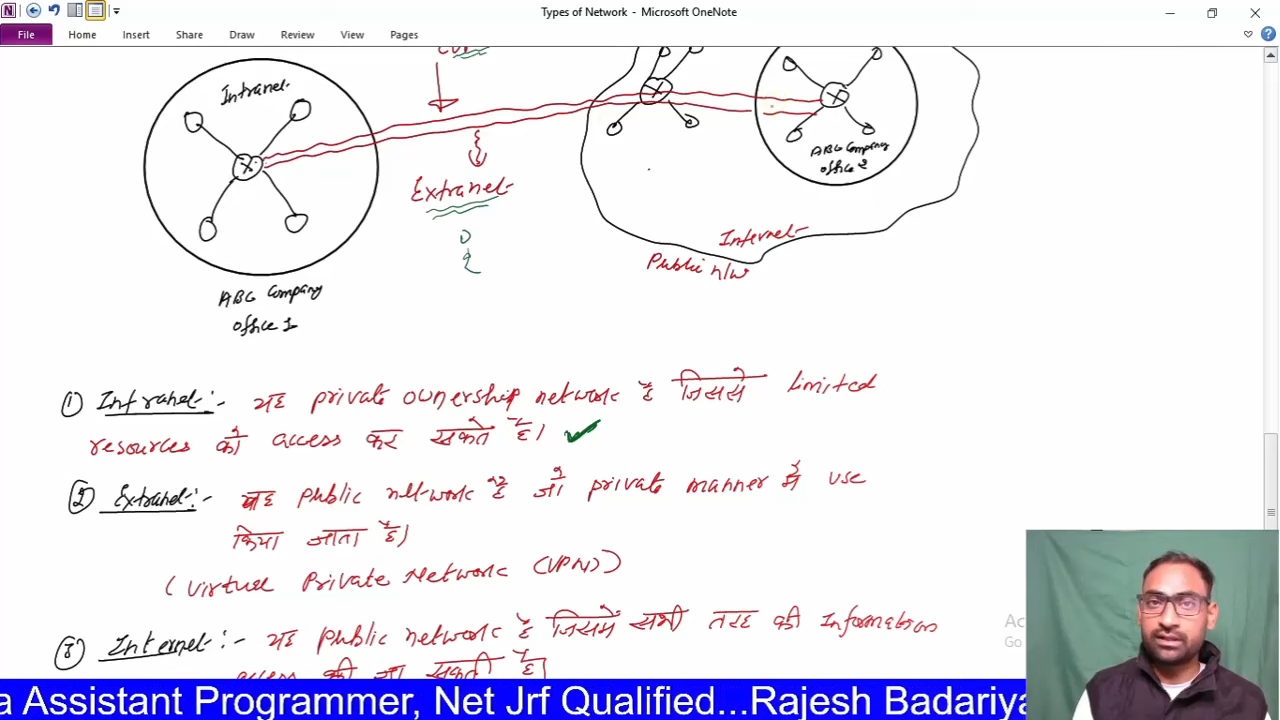 Types of Network - Microsoft OneNote
File Home Insert Share Draw Review View Pages
Intranet
Extranet
ABC Company
office 1
ABC Company
office 2
Internet
Public n/w
① Intranet :- यह private ownership network है जिससे limited
resources को access कर सकते है।
② Extranet :- यह public network है जो private manner में use
किया जाता है)
(Virtual Private Network (VPN))
③ Internet :- यह public network है जिसमें सभी तरह की Information
access की जा सकती है।
a Assistant Programmer, Net Jrf Qualified...Rajesh Badariya